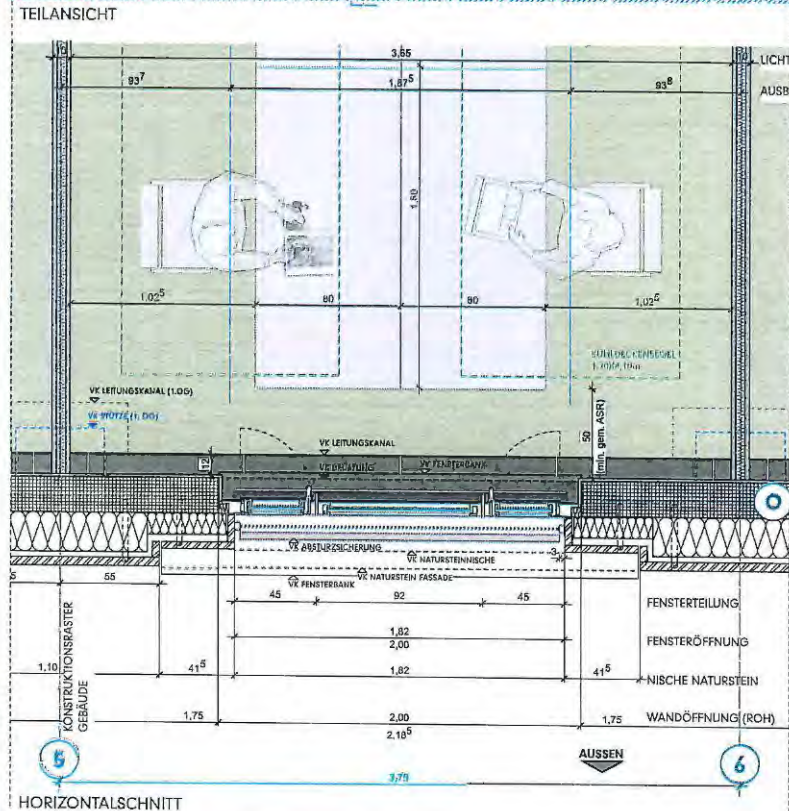 TEILANSICHT
10
3,65
LICHT
93⁷
1,87⁵
93⁸
AUSB
1,60
1,02⁵
80
80
1,02⁵
VK LEITUNGSKANAL (1.OG)
VK STÜTZE (1. OG)
50
(min. gem. ASR)
VK LEITUNGSKANAL
12
VK BRÜSTUNG
VK FENSTERBANK
O
VK ABSTURZSICHERUNG
3
VK NATURSTEINNISCHE
VK NATURSTEIN FASSADE
VK FENSTERBANK
5
55
45
92
45
FENSTERTEILUNG
1,82
2,00
FENSTERÖFFNUNG
1,10
41⁵
1,82
41⁵
NISCHE NATURSTEIN
KONSTRUKTIONSRASTER
GEBÄUDE
1,75
2,00
2,18⁵
1,75
WANDÖFFNUNG (ROH)
5
AUSSEN
6
3,75
HORIZONTALSCHNITT